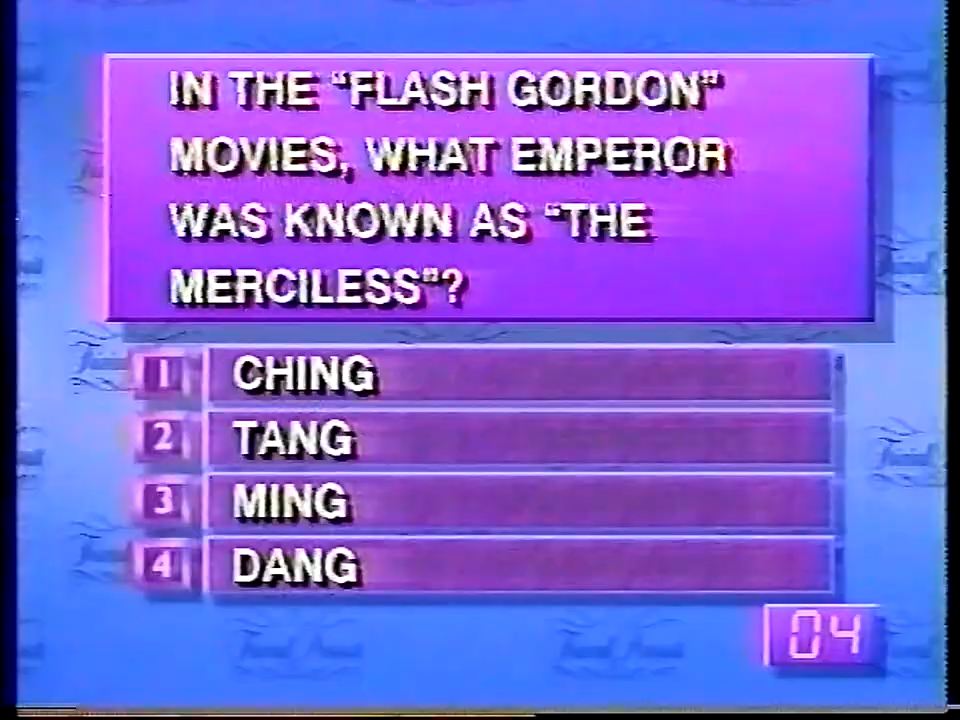 IN THE “FLASH GORDON”
MOVIES, WHAT EMPEROR
WAS KNOWN AS “THE
MERCILESS”?
1 CHING
2 TANG
3 MING
4 DANG
04